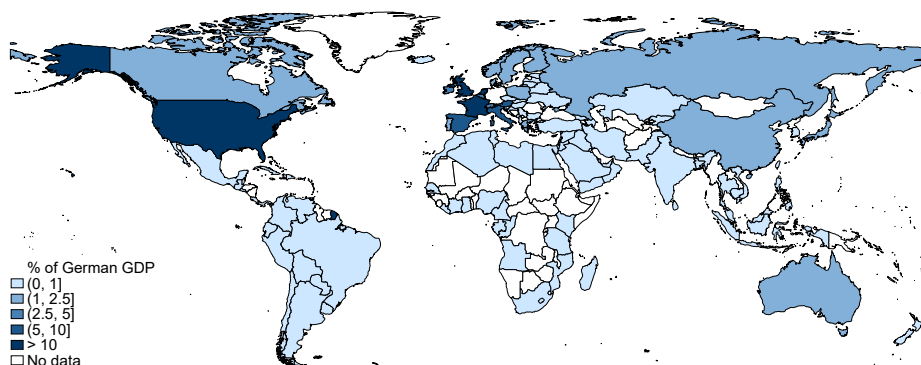 % of German GDP
(0, 1]
(1, 2.5]
(2.5, 5]
(5, 10]
> 10
No data